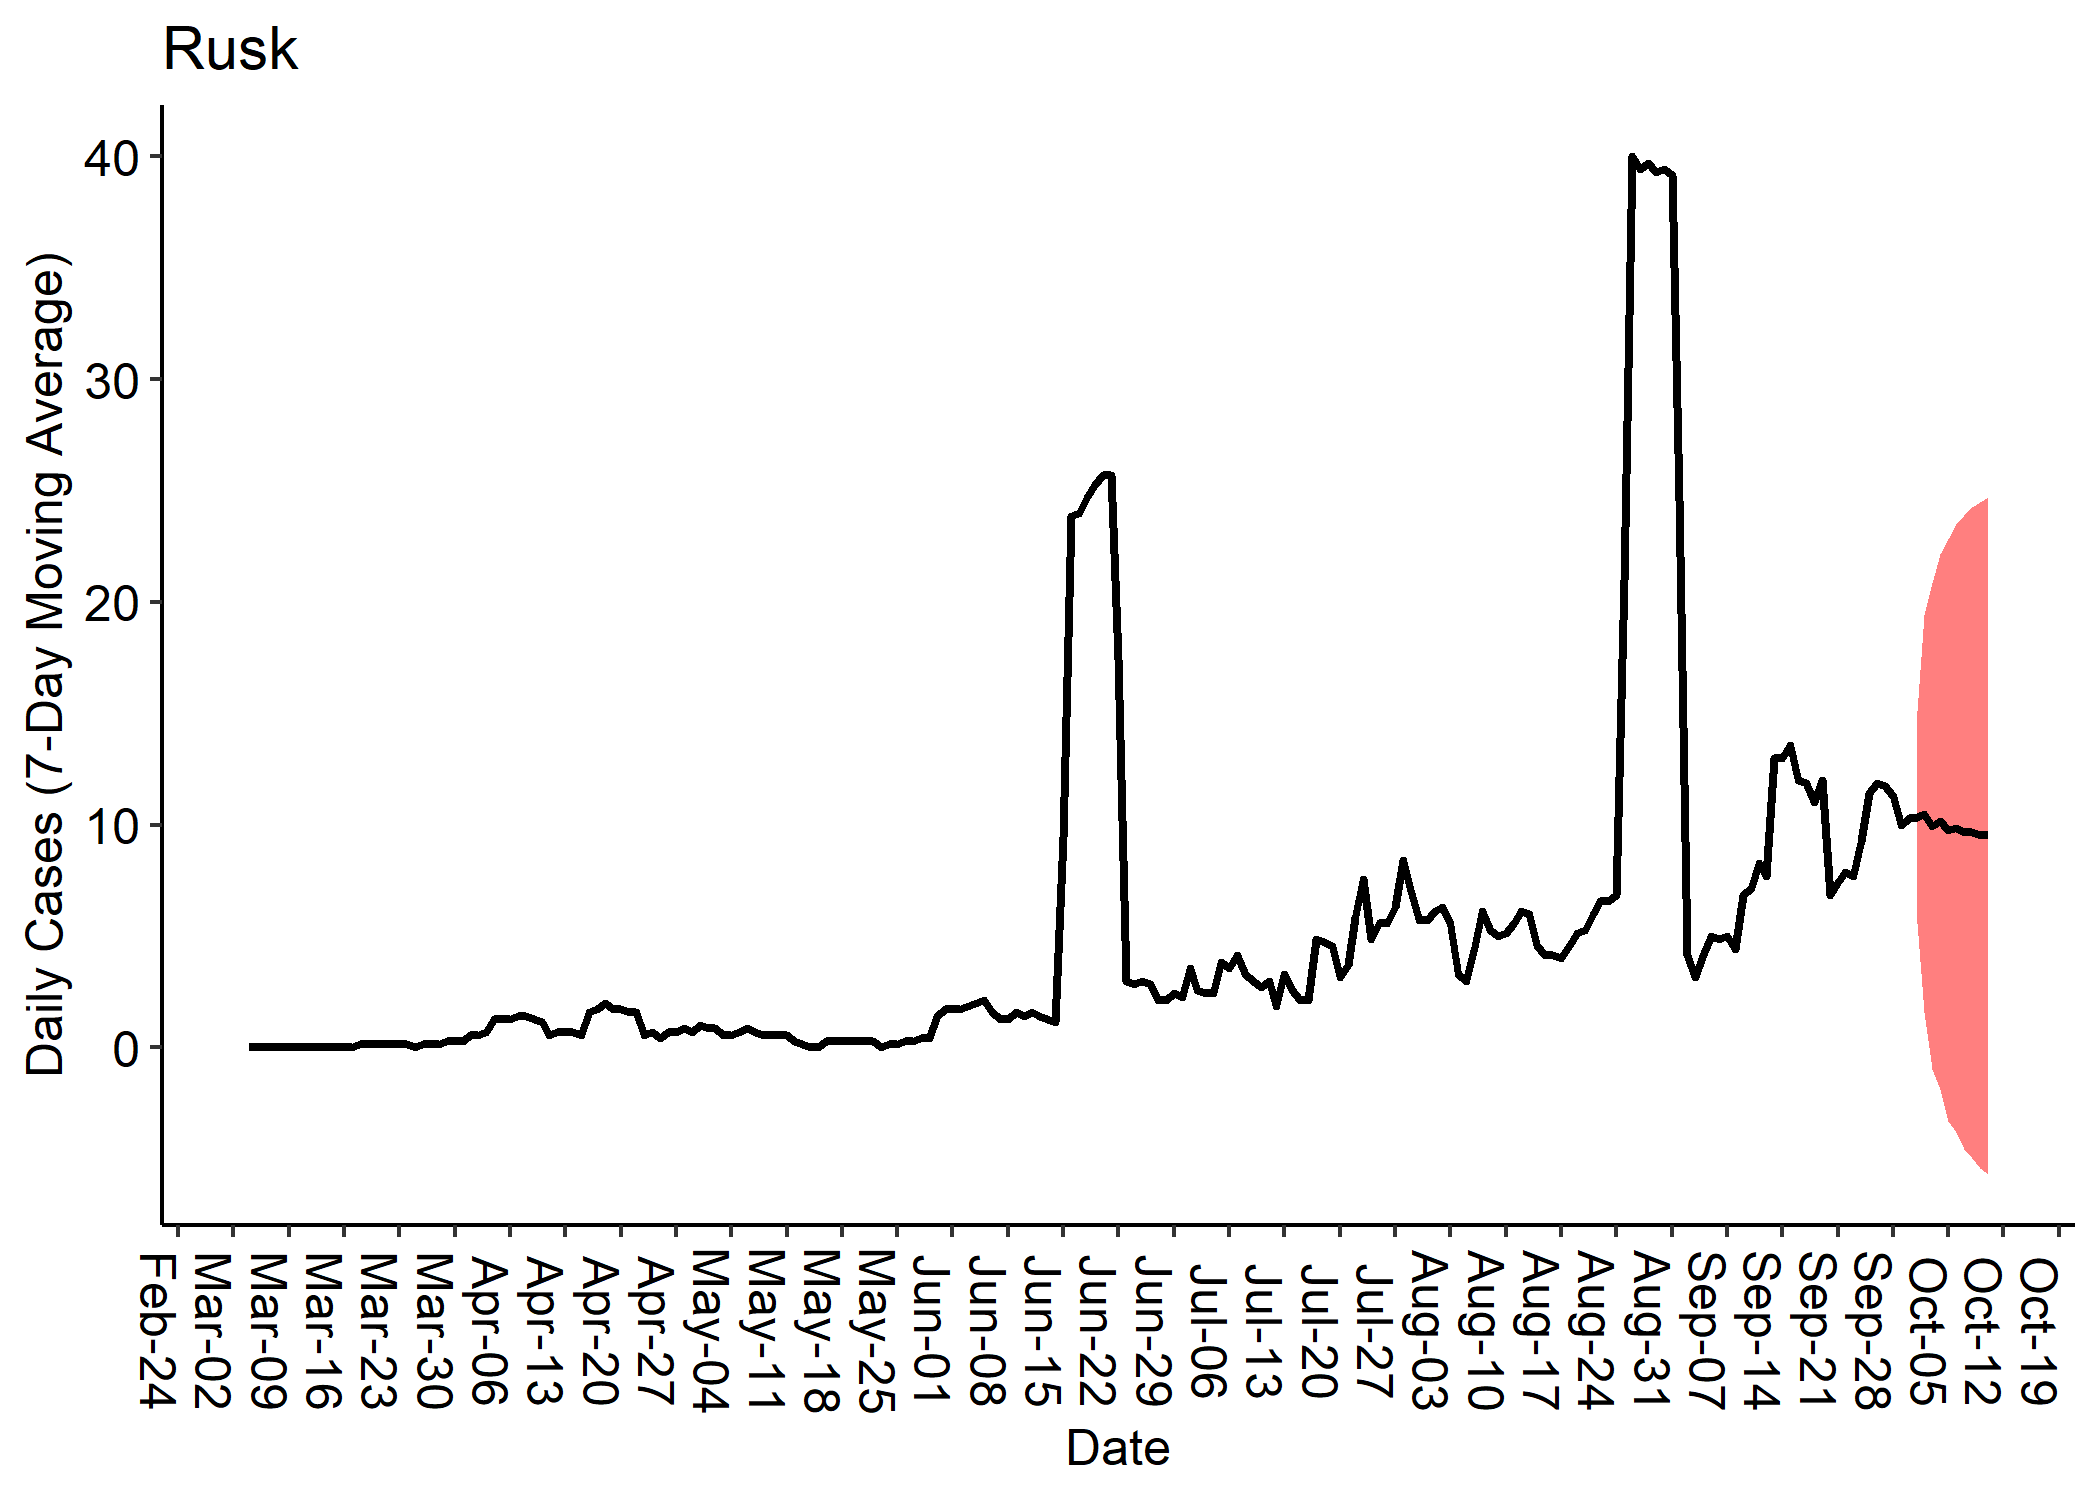 Rusk
Daily Cases (7-Day Moving Average)
40
30
20
10
0
Feb-24
Mar-02
Mar-09
Mar-16
Mar-23
Mar-30
Apr-06
Apr-13
Apr-20
Apr-27
May-04
May-11
May-18
May-25
Jun-01
Jun-08
Jun-15
Jun-22
Jun-29
Jul-06
Jul-13
Jul-20
Jul-27
Aug-03
Aug-10
Aug-17
Aug-24
Aug-31
Sep-07
Sep-14
Sep-21
Sep-28
Oct-05
Oct-12
Oct-19
Date